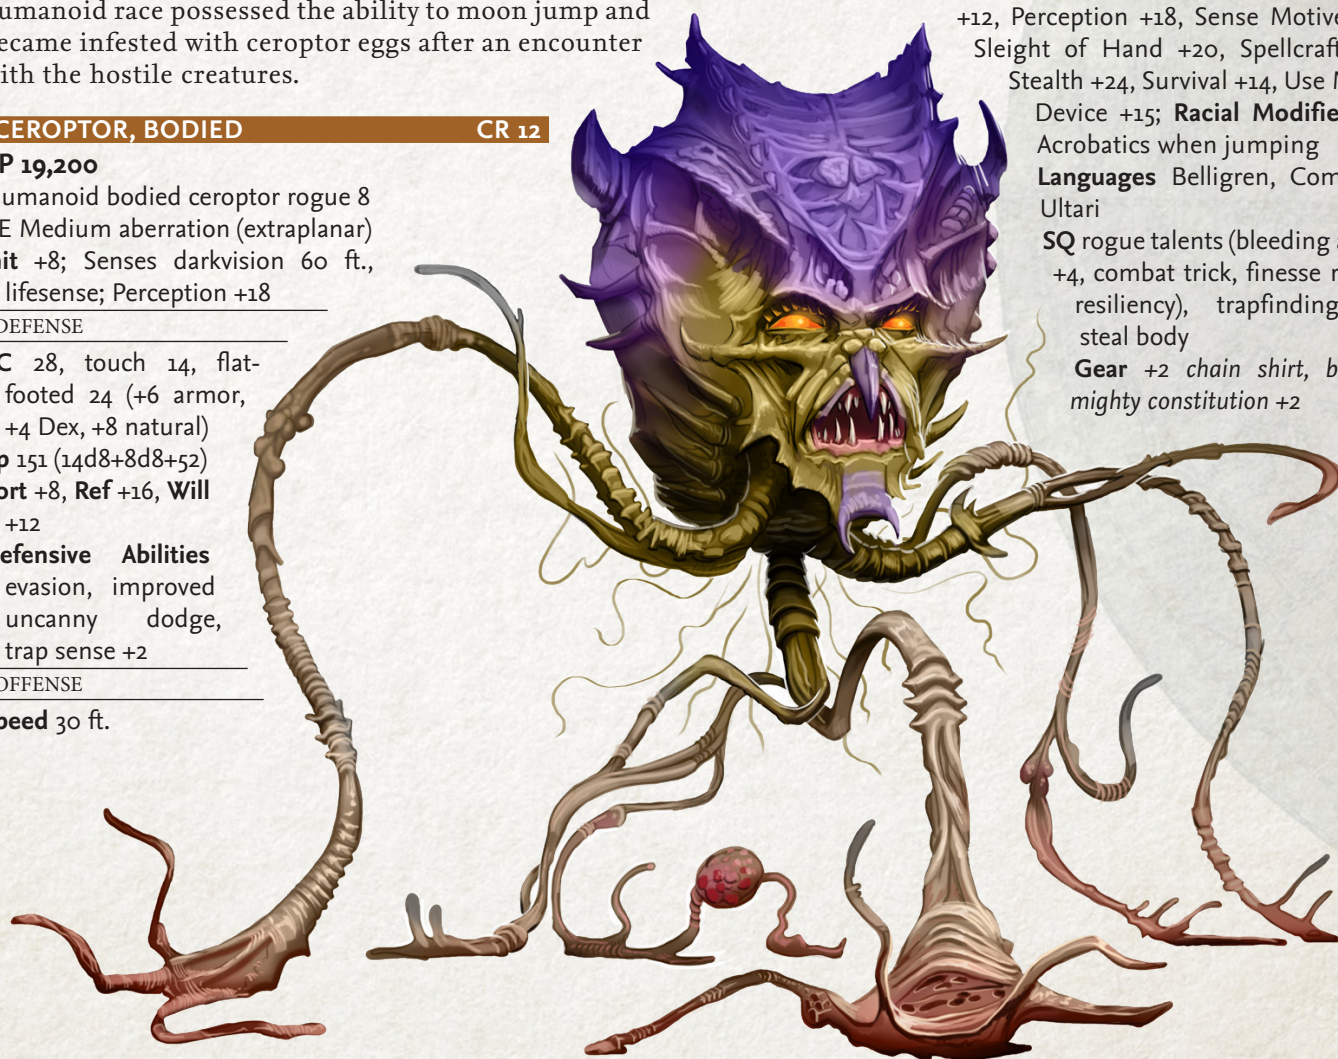 umanoid race possessed the ability to moon jump and
ecame infested with ceroptor eggs after an encounter
ith the hostile creatures.
CEROPTOR, BODIED CR 12
P 19,200
umanoid bodied ceroptor rogue 8
E Medium aberration (extraplanar)
it +8; Senses darkvision 60 ft.,
lifesense; Perception +18
DEFENSE
C 28, touch 14, flat-
footed 24 (+6 armor,
+4 Dex, +8 natural)
p 151 (14d8+8d8+52)
ort +8, Ref +16, Will
+12
efensive Abilities
evasion, improved
uncanny dodge,
trap sense +2
OFFENSE
peed 30 ft.
+12, Perception +18, Sense Motive
Sleight of Hand +20, Spellcraft
Stealth +24, Survival +14, Use
Device +15; Racial Modifie
Acrobatics when jumping
Languages Belligren, Com
Ultari
SQ rogue talents (bleeding
+4, combat trick, finesse
resiliency), trapfinding
steal body
Gear +2 chain shirt, b
mighty constitution +2